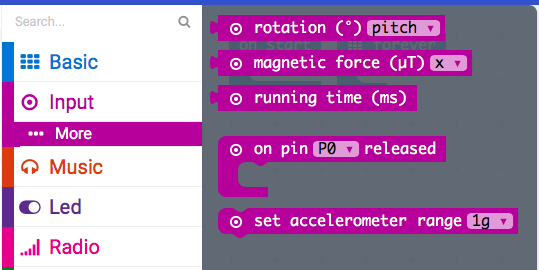 Search...
Basic
Input
More
Music
Led
Radio
rotation (°) pitch
on start
forever
magnetic force (µT) x
running time (ms)
on pin P0 released
set accelerometer range 1g